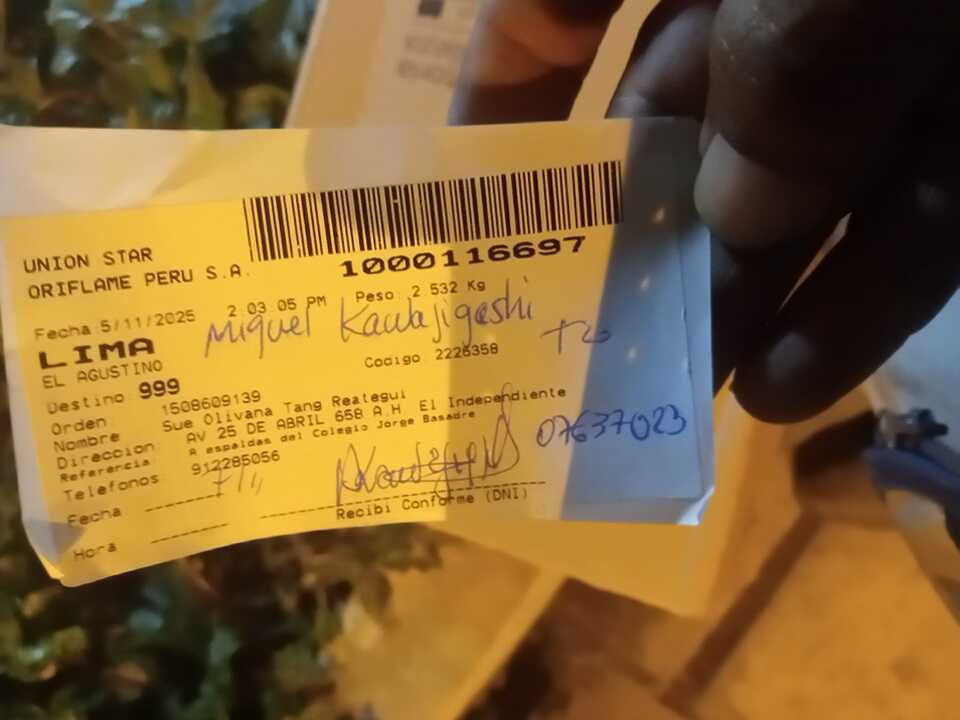 UNION STAR
ORIFLAME PERU S.A.
1000116697
Fecha:5/11/2025 2:03:05 PM Peso: 2.532 Kg
Miguel Kawajigashi
LIMA
EL AGUSTINO
Codigo 2226358
Destino: 999
Orden: 1508609139
Nombre Sue Olivana Tang Reategui
Direccion: AV 25 DE ABRIL 658 A.H. El Independiente
Referencia: A espaldas del Colegio Jorge Basadre
Telefonos 912285056
07637023
Fecha
Recibi Conforme (DNI)
Hora